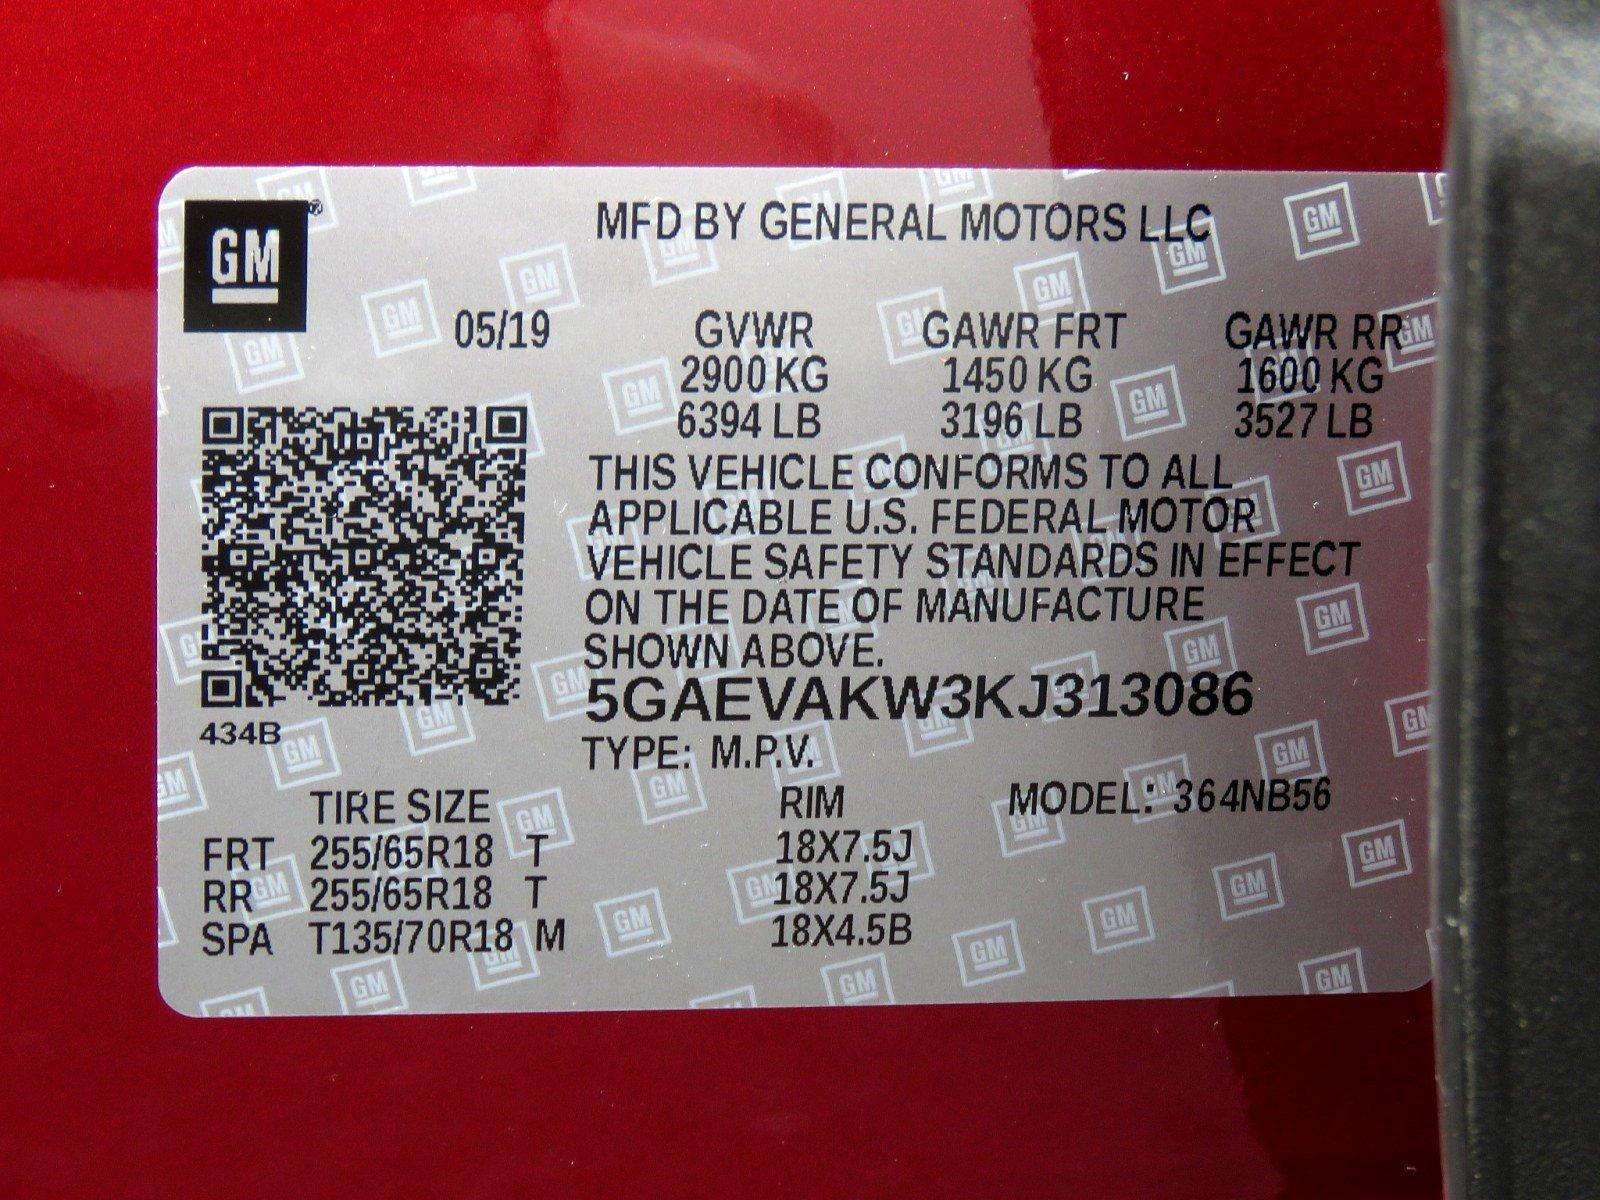 GM
MFD BY GENERAL MOTORS LLC
05/19 GVWR GAWR FRT GAWR RR
2900 KG 1450 KG 1600 KG
6394 LB 3196 LB 3527 LB
THIS VEHICLE CONFORMS TO ALL
APPLICABLE U.S. FEDERAL MOTOR
VEHICLE SAFETY STANDARDS IN EFFECT
ON THE DATE OF MANUFACTURE
SHOWN ABOVE.
5GAEVAKW3KJ313086
434B
TYPE: M.P.V.
TIRE SIZE RIM MODEL: 364NB56
FRT 255/65R18 T 18X7.5J
RR 255/65R18 T 18X7.5J
SPA T135/70R18 M 18X4.5B